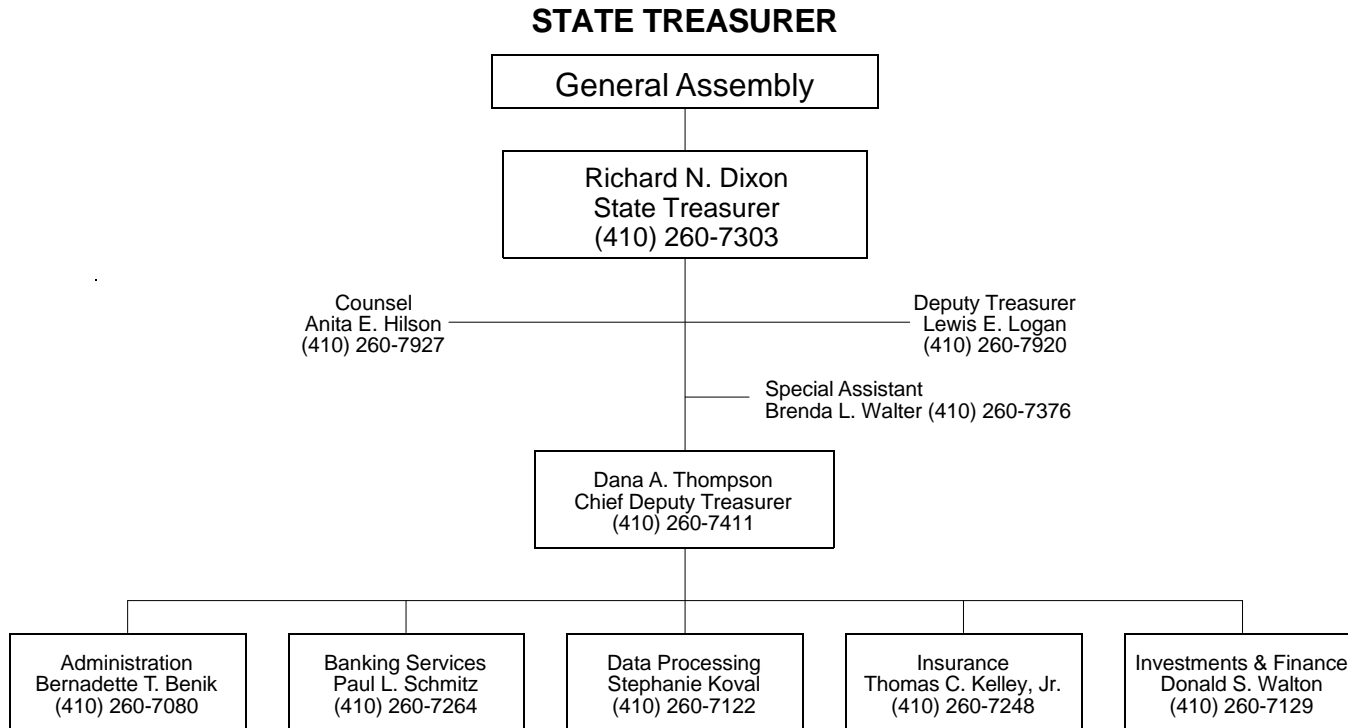 STATE TREASURER
General Assembly
Richard N. Dixon
State Treasurer
(410) 260-7303
Counsel
Anita E. Hilson
(410) 260-7927
Deputy Treasurer
Lewis E. Logan
(410) 260-7920
Special Assistant
Brenda L. Walter (410) 260-7376
Dana A. Thompson
Chief Deputy Treasurer
(410) 260-7411
Administration
Bernadette T. Benik
(410) 260-7080
Banking Services
Paul L. Schmitz
(410) 260-7264
Data Processing
Stephanie Koval
(410) 260-7122
Insurance
Thomas C. Kelley, Jr.
(410) 260-7248
Investments & Finance
Donald S. Walton
(410) 260-7129